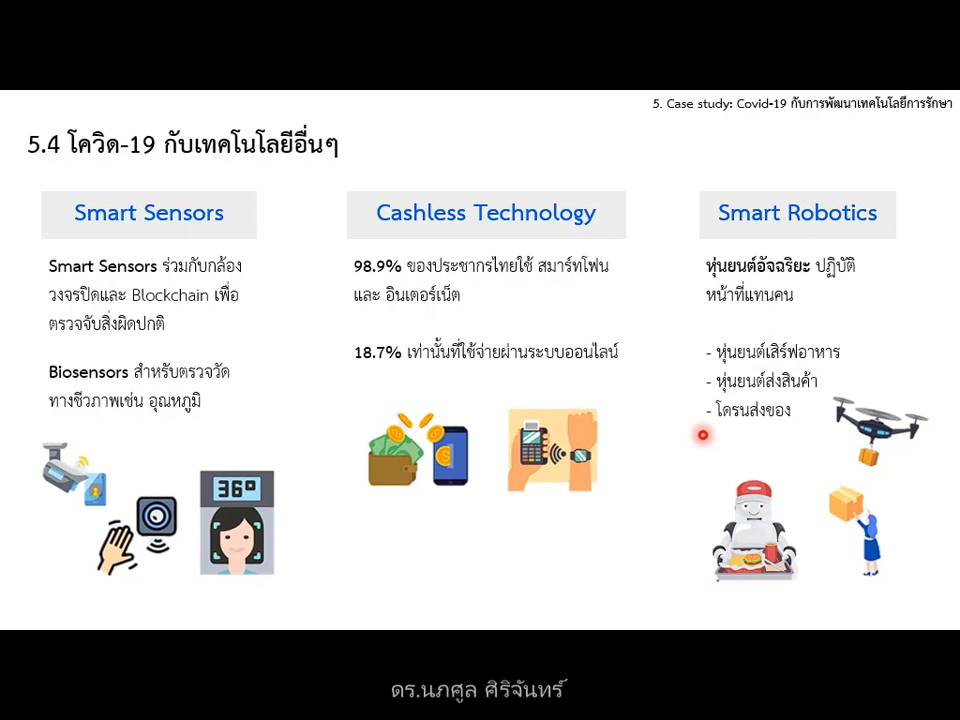 5. Case study: Covid-19 กับการพัฒนาเทคโนโลยีการรักษา
5.4 โควิด-19 กับเทคโนโลยีอื่นๆ
Smart Sensors
Smart Sensors ร่วมกับกล้อง
วงจรปิดและ Blockchain เพื่อ
ตรวจจับสิ่งผิดปกติ
Biosensors สำหรับตรวจวัด
ทางชีวภาพเช่น อุณหภูมิ
36°
Cashless Technology
98.9% ของประชากรไทยใช้ สมาร์ทโฟน
และ อินเตอร์เน็ต
18.7% เท่านั้นที่ใช้จ่ายผ่านระบบออนไลน์
Smart Robotics
หุ่นยนต์อัจฉริยะ ปฏิบัติ
หน้าที่แทนคน
- หุ่นยนต์เสิร์ฟอาหาร
- หุ่นยนต์ส่งสินค้า
- โดรนส่งของ
ดร.นภศูล ศิริจันทร์